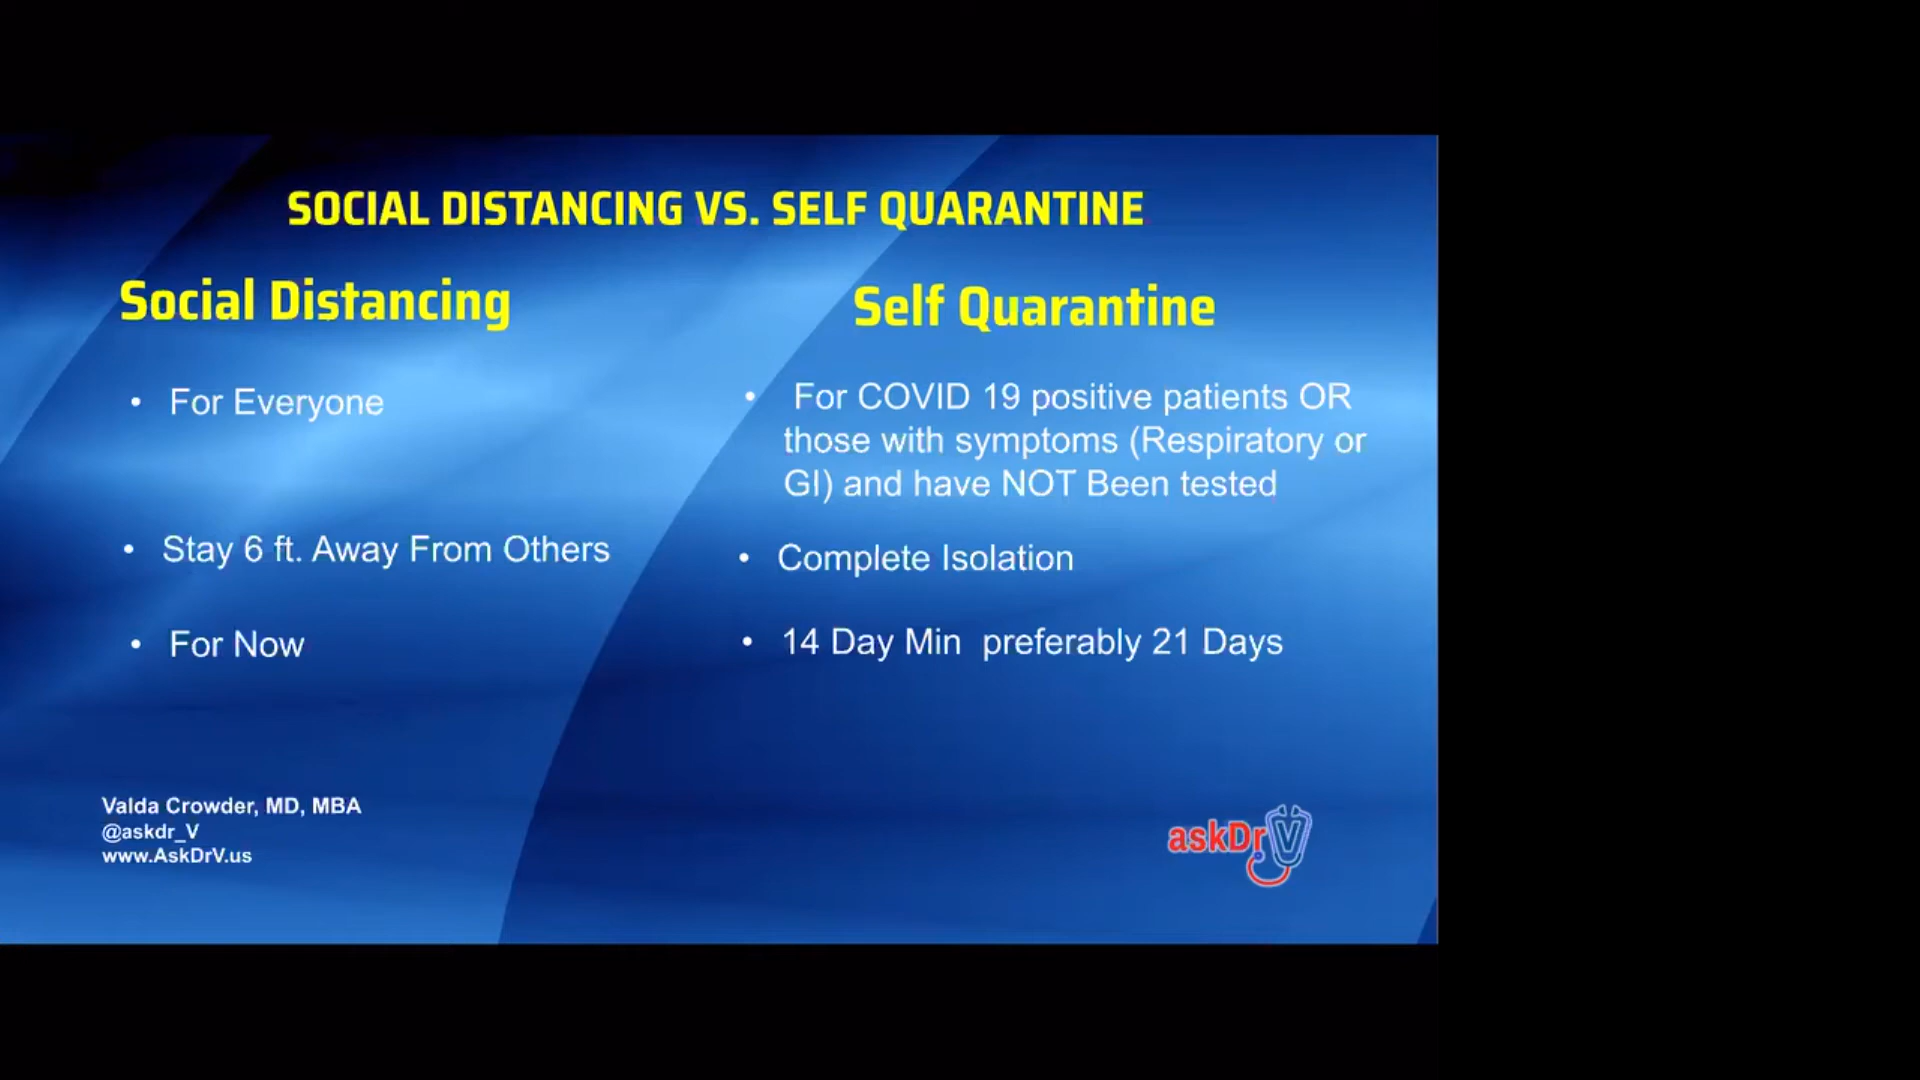 SOCIAL DISTANCING VS. SELF QUARANTINE
Social Distancing
• For Everyone
• Stay 6 ft. Away From Others
• For Now
Self Quarantine
• For COVID 19 positive patients OR
those with symptoms (Respiratory or
GI) and have NOT Been tested
• Complete Isolation
• 14 Day Min  preferably 21 Days
Valda Crowder, MD, MBA
@askdr_V
www.AskDrV.us
askDrV